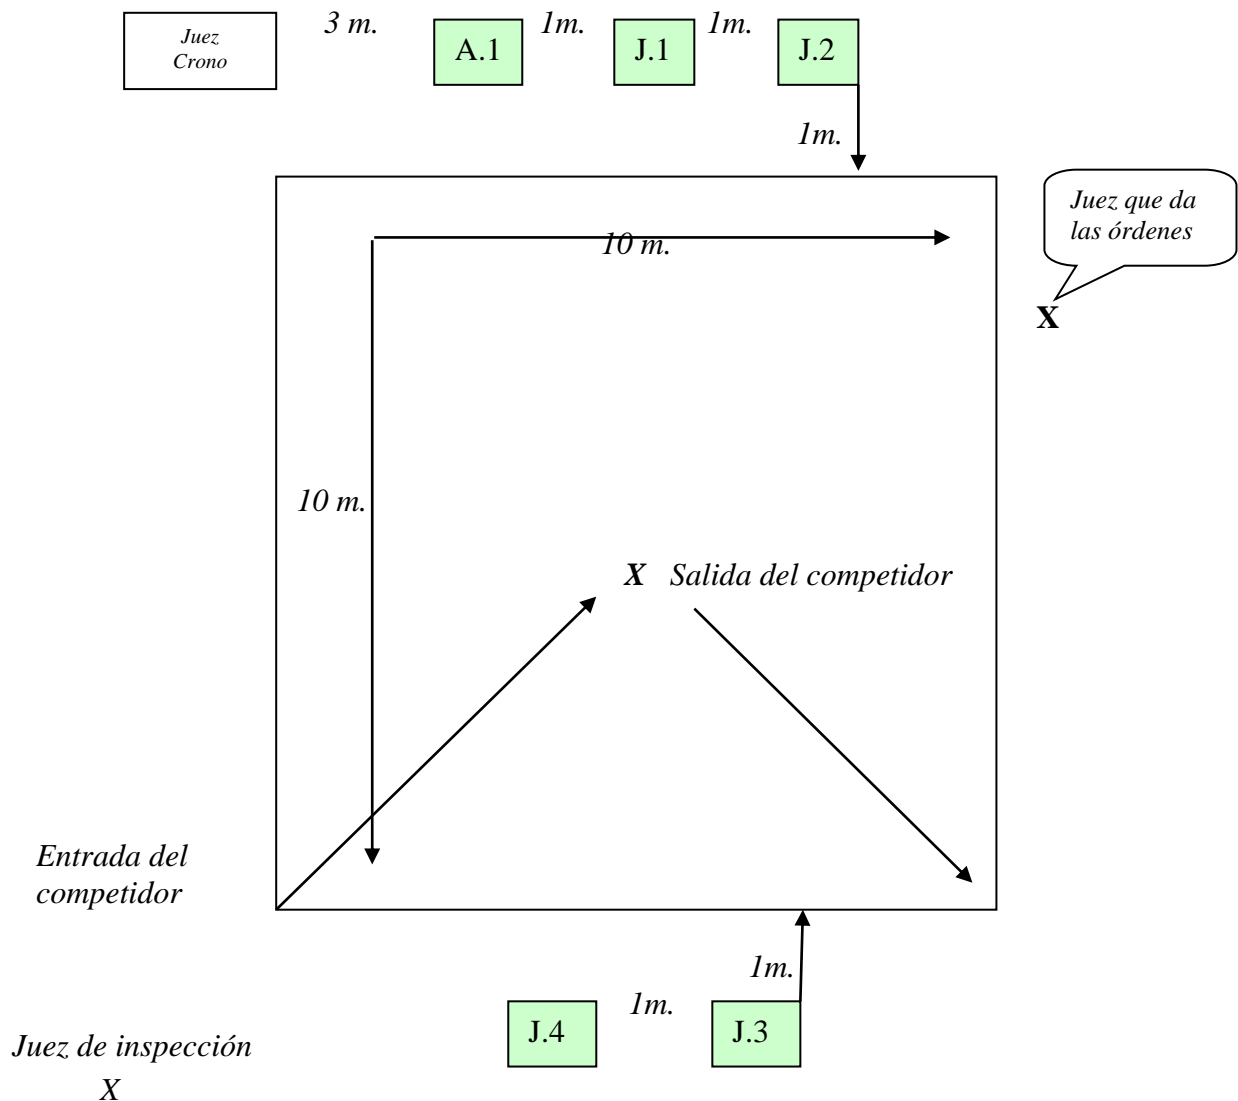 Juez
Crono
3 m.
A.1
1m.
J.1
1m.
J.2
1m.
Juez que da
las órdenes
X
10 m.
10 m.
X Salida del competidor
Entrada del
competidor
1m.
J.4
1m.
J.3
Juez de inspección
X